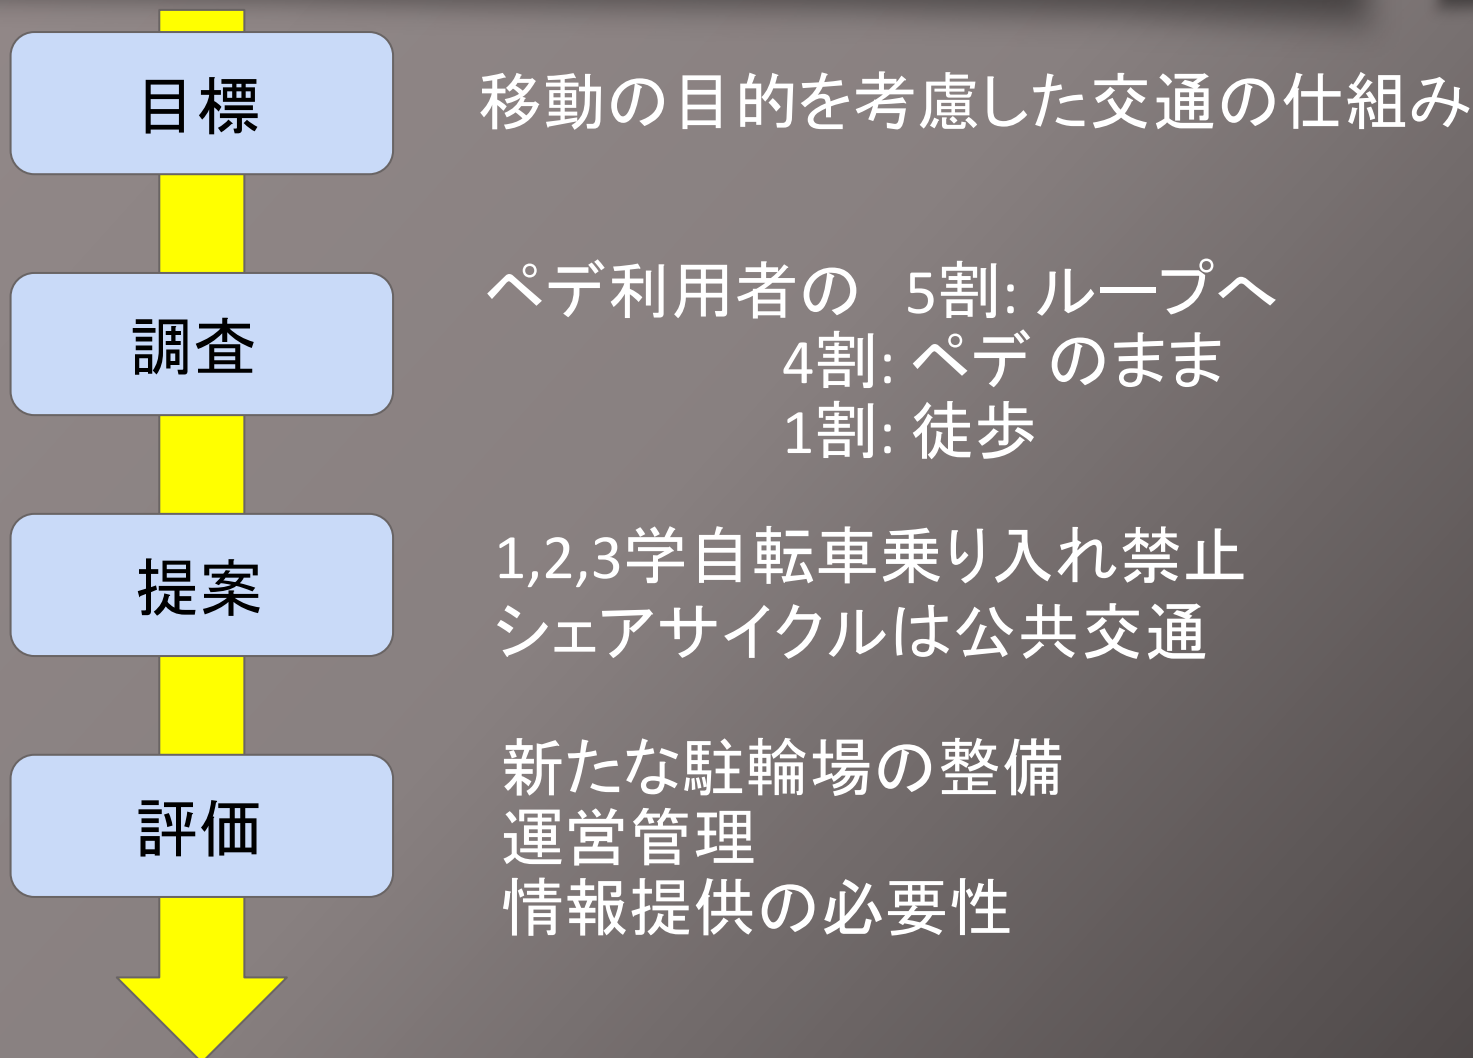 目標
移動の目的を考慮した交通の仕組み
調査
ペデ利用者の 5割: ループへ
4割: ペデ のまま
1割: 徒歩
提案
1,2,3学自転車乗り入れ禁止
シェアサイクルは公共交通
評価
新たな駐輪場の整備
運営管理
情報提供の必要性